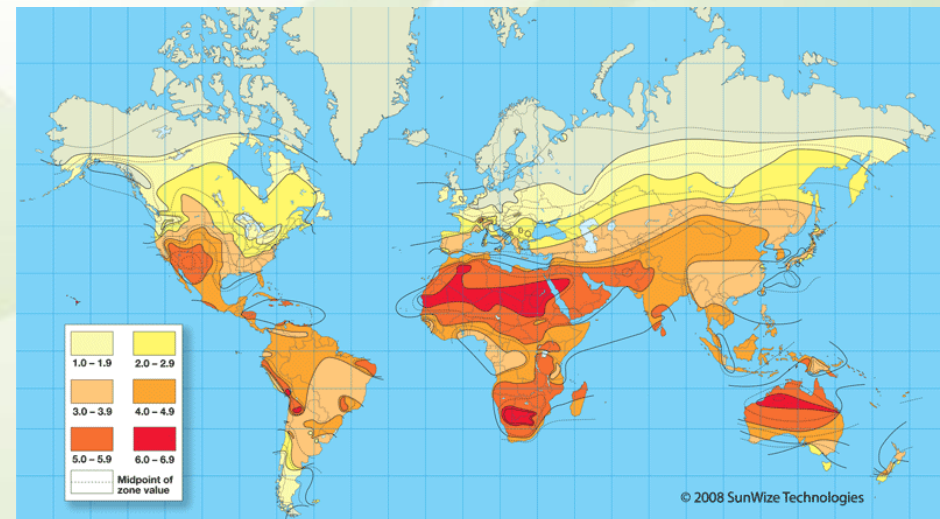 1.0 – 1.9 2.0 – 2.9
3.0 – 3.9 4.0 – 4.9
5.0 – 5.9 6.0 – 6.9
Midpoint of
zone value
© 2008 SunWize Technologies